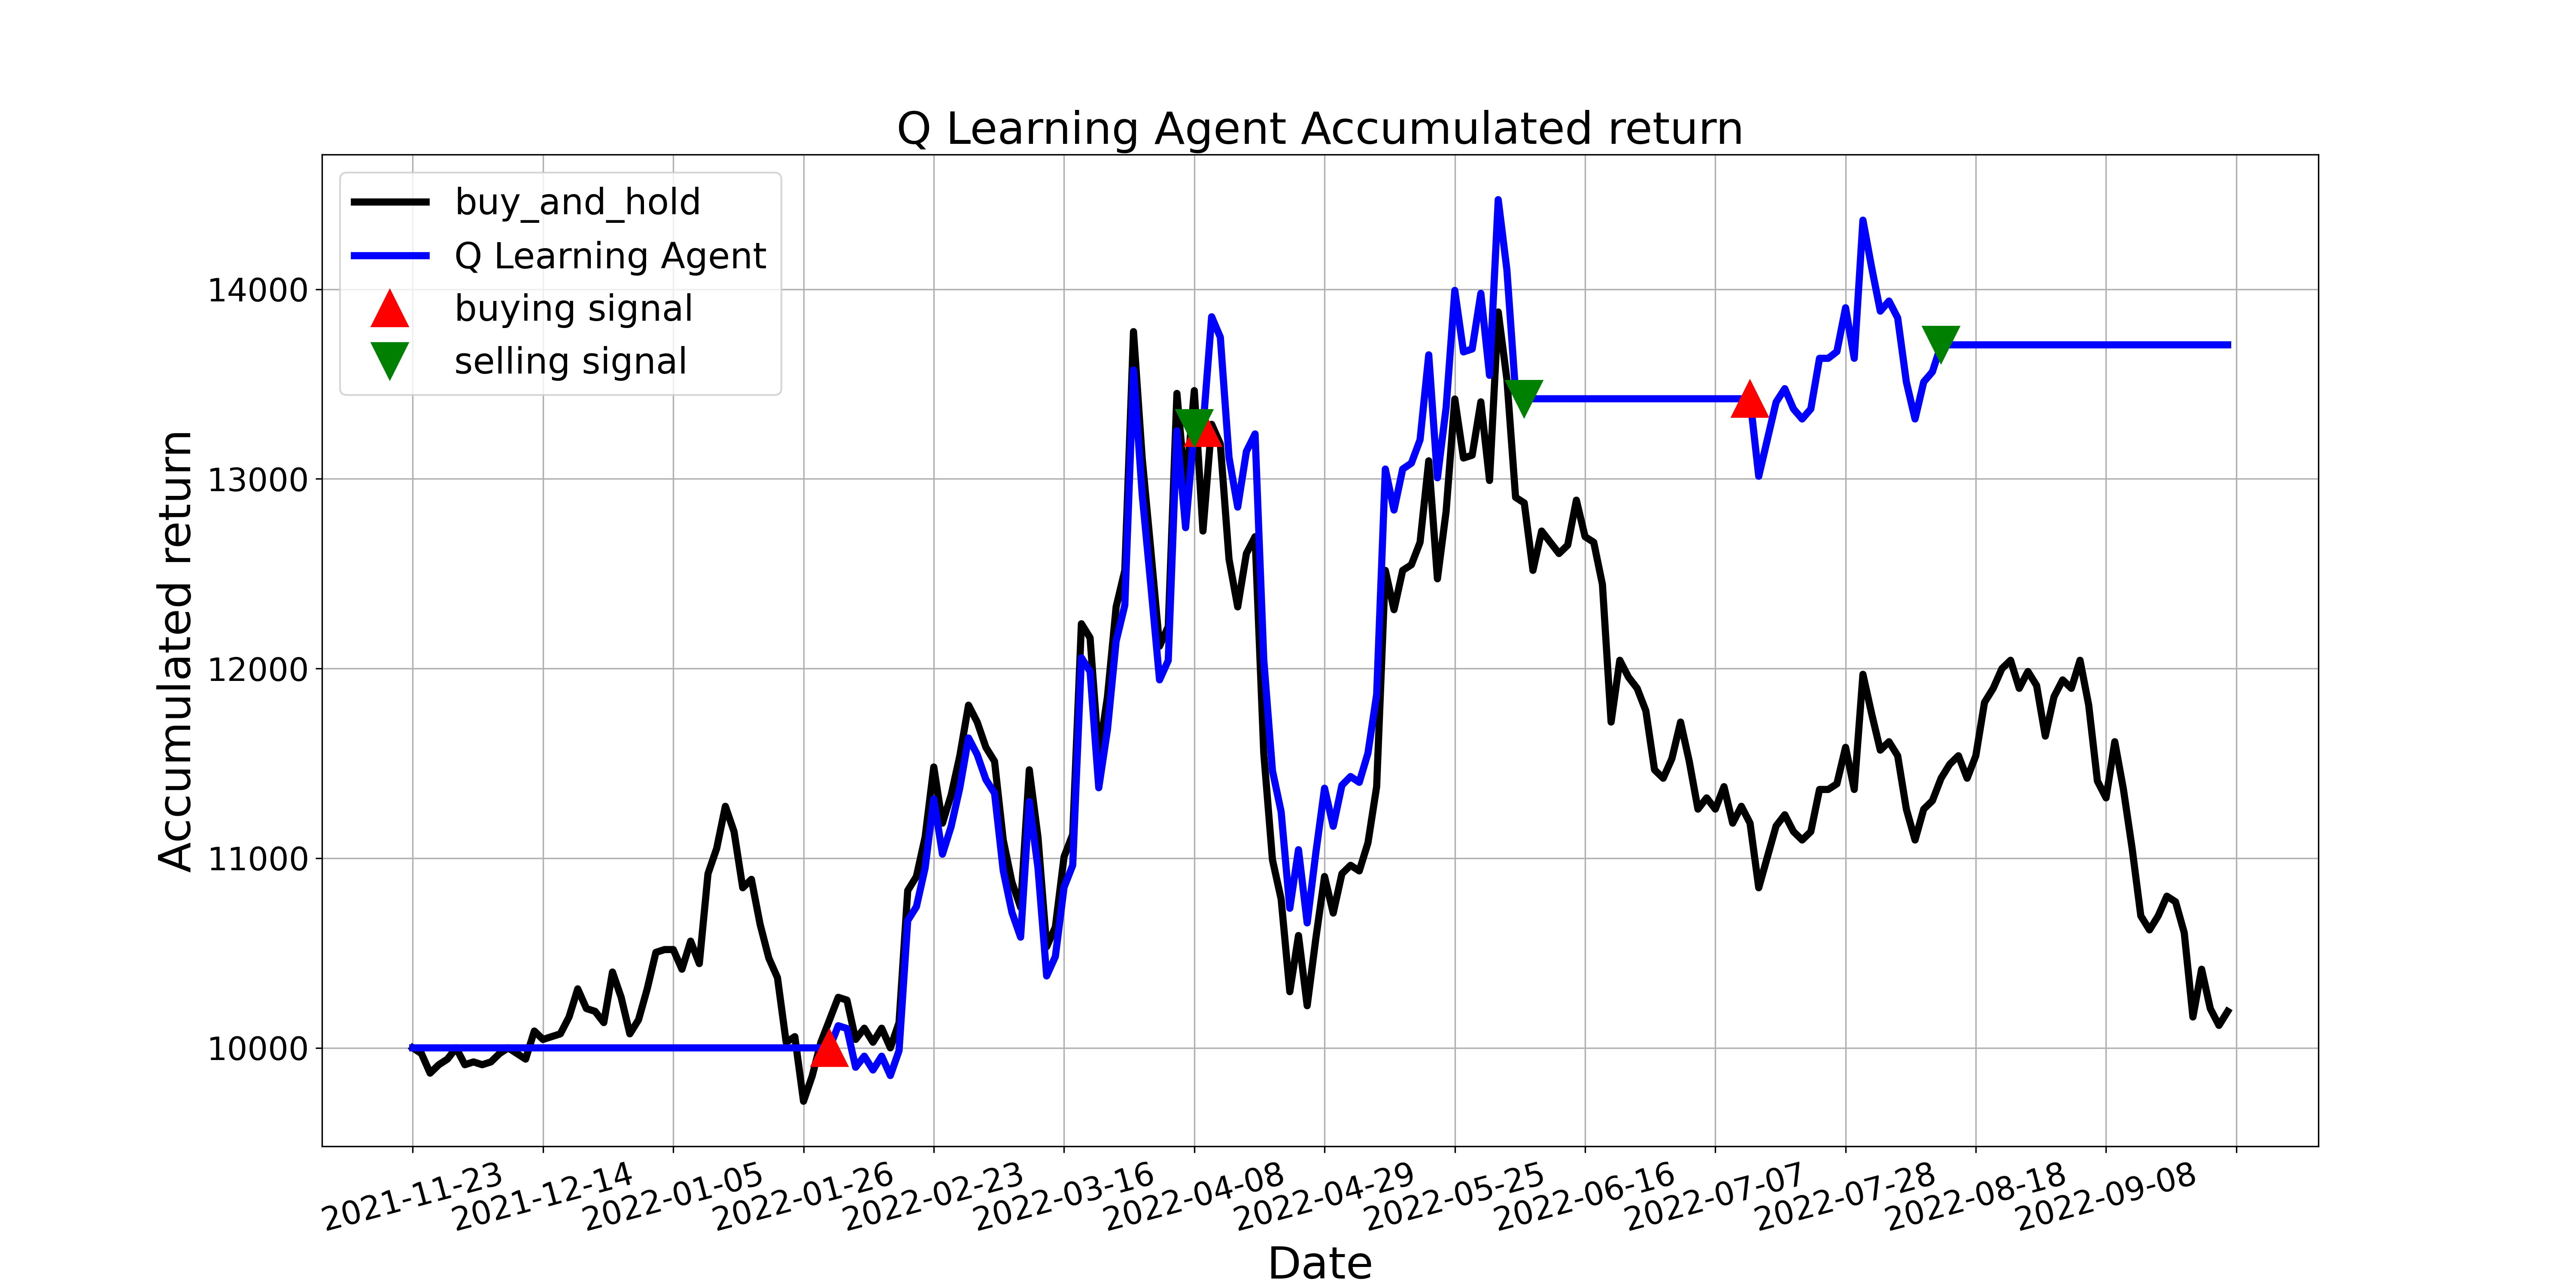 Q Learning Agent Accumulated return
buy_and_hold
Q Learning Agent
buying signal
selling signal
Accumulated return
14000
13000
12000
11000
10000
2021-11-23
2021-12-14
2022-01-05
2022-01-26
2022-02-23
2022-03-16
2022-04-08
2022-04-29
2022-05-25
2022-06-16
2022-07-07
2022-07-28
2022-08-18
2022-09-08
Date